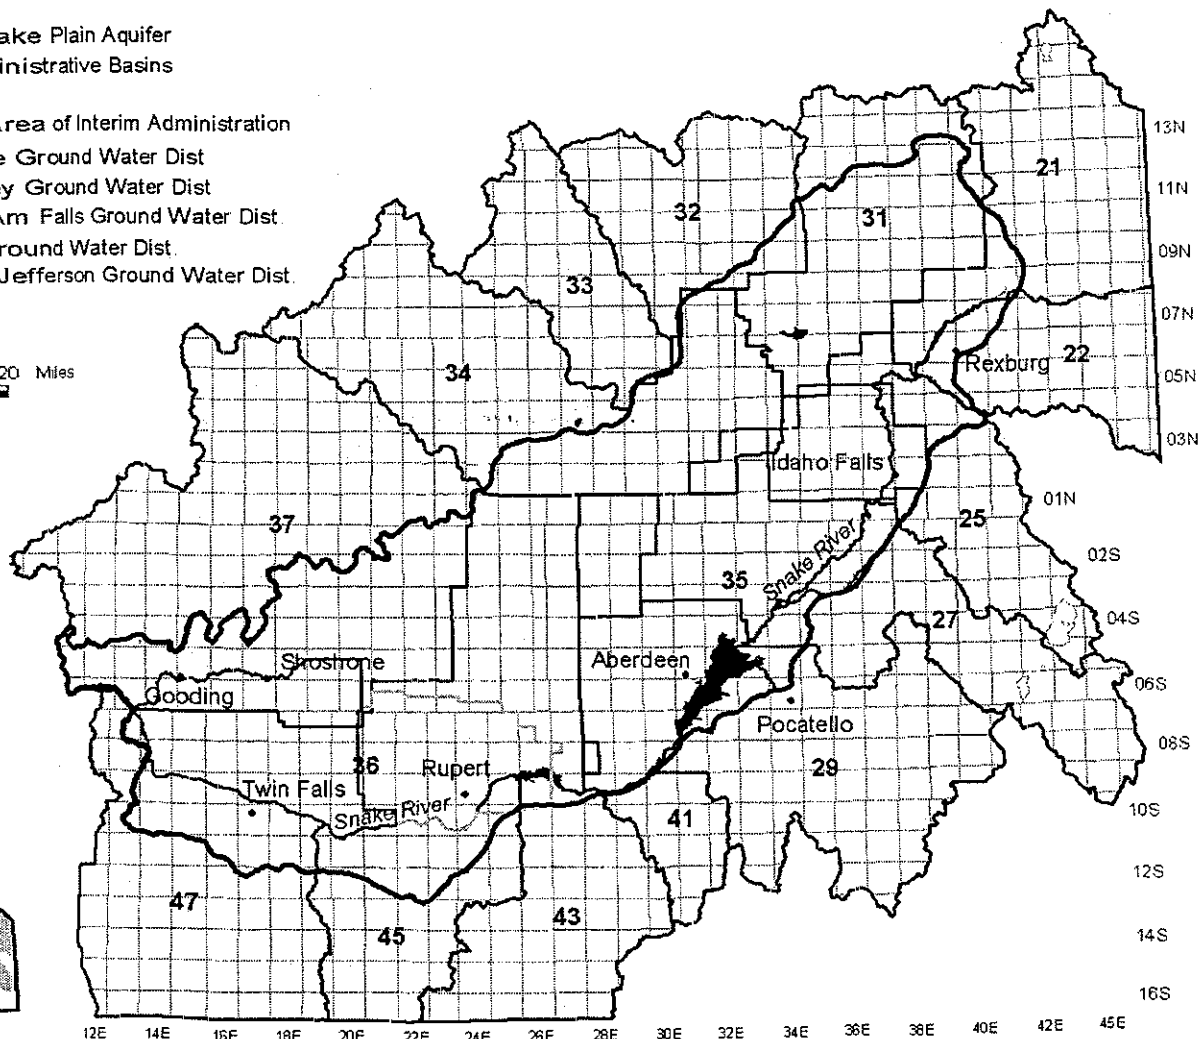 ake Plain Aquifer
inistrative Basins
Area of Interim Administration
e Ground Water Dist
ey Ground Water Dist
Am Falls Ground Water Dist.
round Water Dist.
Jefferson Ground Water Dist.
20 Miles
13N
21
11N
32
31
09N
33
07N
22
Rexburg
34
05N
03N
Idaho Falls
01N
37
25
02S
Snake River
35
27
04S
Shoshone
Aberdeen
06S
Gooding
Pocatello
08S
36
Rupert
29
Twin Falls
10S
Snake River
41
12S
47
43
45
14S
16S
12E 14E 16E 18E 20E 22E 24E 26E 28E 30E 32E 34E 36E 38E 40E 42E 45E